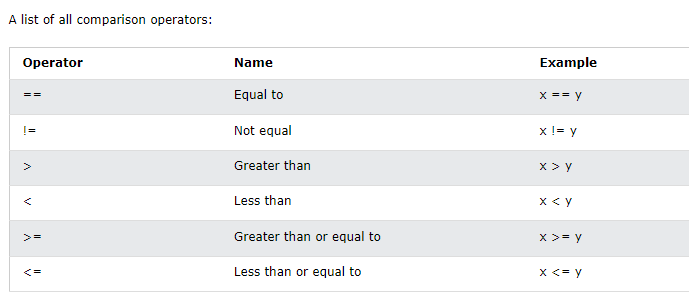 A list of all comparison operators:
Operator Name Example
== Equal to x == y
!= Not equal x != y
> Greater than x > y
< Less than x < y
>= Greater than or equal to x >= y
<= Less than or equal to x <= y